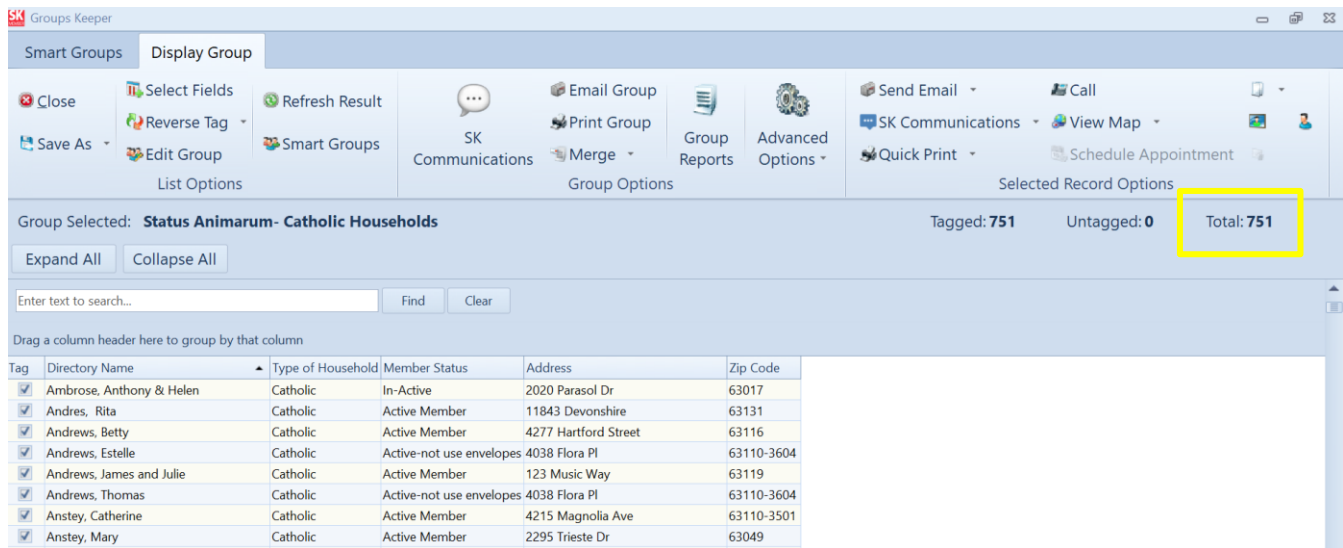 SK Groups Keeper
Smart Groups Display Group
Close Select Fields Refresh Result Email Group Send Email Call
Reverse Tag Print Group SK Communications View Map
Save As Edit Group Smart Groups SK Communications Merge Group Reports Advanced Options Quick Print Schedule Appointment
List Options Group Options Selected Record Options
Group Selected: Status Animarum- Catholic Households Tagged: 751 Untagged: 0 Total: 751
Expand All Collapse All
Enter text to search... Find Clear
Drag a column header here to group by that column
Tag Directory Name Type of Household Member Status Address Zip Code
Ambrose, Anthony & Helen Catholic In-Active 2020 Parasol Dr 63017
Andres, Rita Catholic Active Member 11843 Devonshire 63131
Andrews, Betty Catholic Active Member 4277 Hartford Street 63116
Andrews, Estelle Catholic Active-not use envelopes 4038 Flora Pl 63110-3604
Andrews, James and Julie Catholic Active Member 123 Music Way 63119
Andrews, Thomas Catholic Active-not use envelopes 4038 Flora Pl 63110-3604
Anstey, Catherine Catholic Active Member 4215 Magnolia Ave 63110-3501
Anstey, Mary Catholic Active Member 2295 Trieste Dr 63049